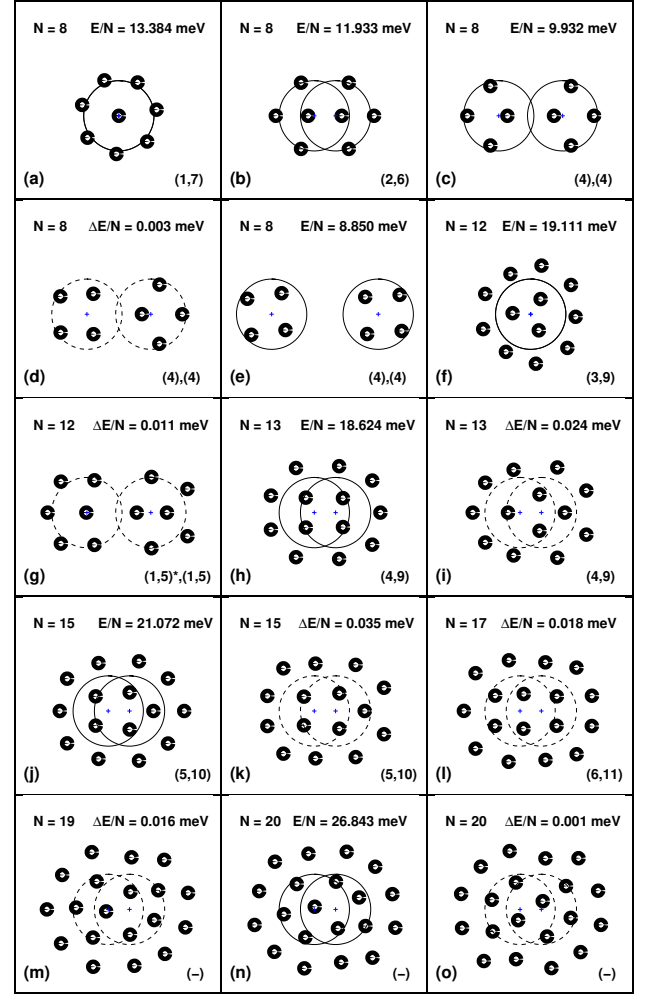 N = 8 E/N = 13.384 meV
(a) (1,7)
N = 8 E/N = 11.933 meV
(b) (2,6)
N = 8 E/N = 9.932 meV
(c) (4),(4)
N = 8 ΔE/N = 0.003 meV
(d) (4),(4)
N = 8 E/N = 8.850 meV
(e) (4),(4)
N = 12 E/N = 19.111 meV
(f) (3,9)
N = 12 ΔE/N = 0.011 meV
(g) (1,5)*,(1,5)
N = 13 E/N = 18.624 meV
(h) (4,9)
N = 13 ΔE/N = 0.024 meV
(i) (4,9)
N = 15 E/N = 21.072 meV
(j) (5,10)
N = 15 ΔE/N = 0.035 meV
(k) (5,10)
N = 17 ΔE/N = 0.018 meV
(l) (6,11)
N = 19 ΔE/N = 0.016 meV
(m) (−)
N = 20 E/N = 26.843 meV
(n) (−)
N = 20 ΔE/N = 0.001 meV
(o) (−)